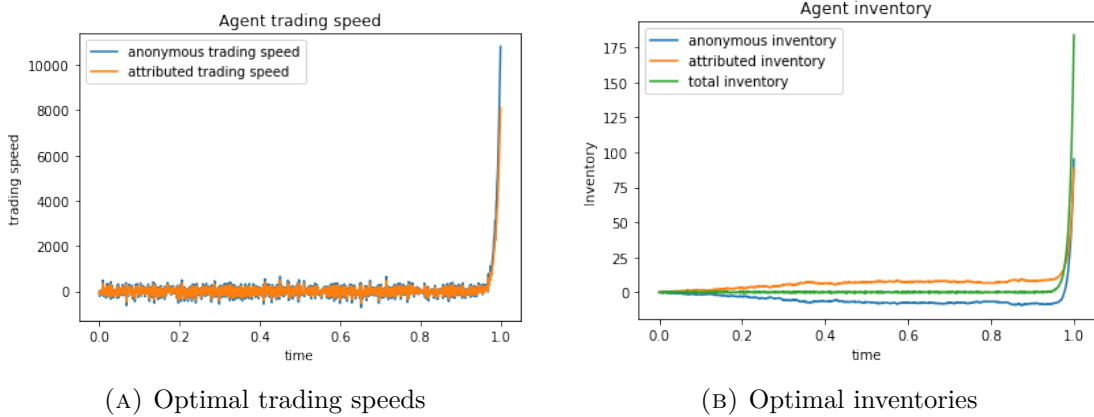 Agent trading speed
anonymous trading speed
attributed trading speed
trading speed
10000
8000
6000
4000
2000
0
0.0 0.2 0.4 0.6 0.8 1.0
time
(A) Optimal trading speeds
Agent inventory
anonymous inventory
attributed inventory
total inventory
Inventory
175
150
125
100
75
50
25
0
0.0 0.2 0.4 0.6 0.8 1.0
time
(B) Optimal inventories